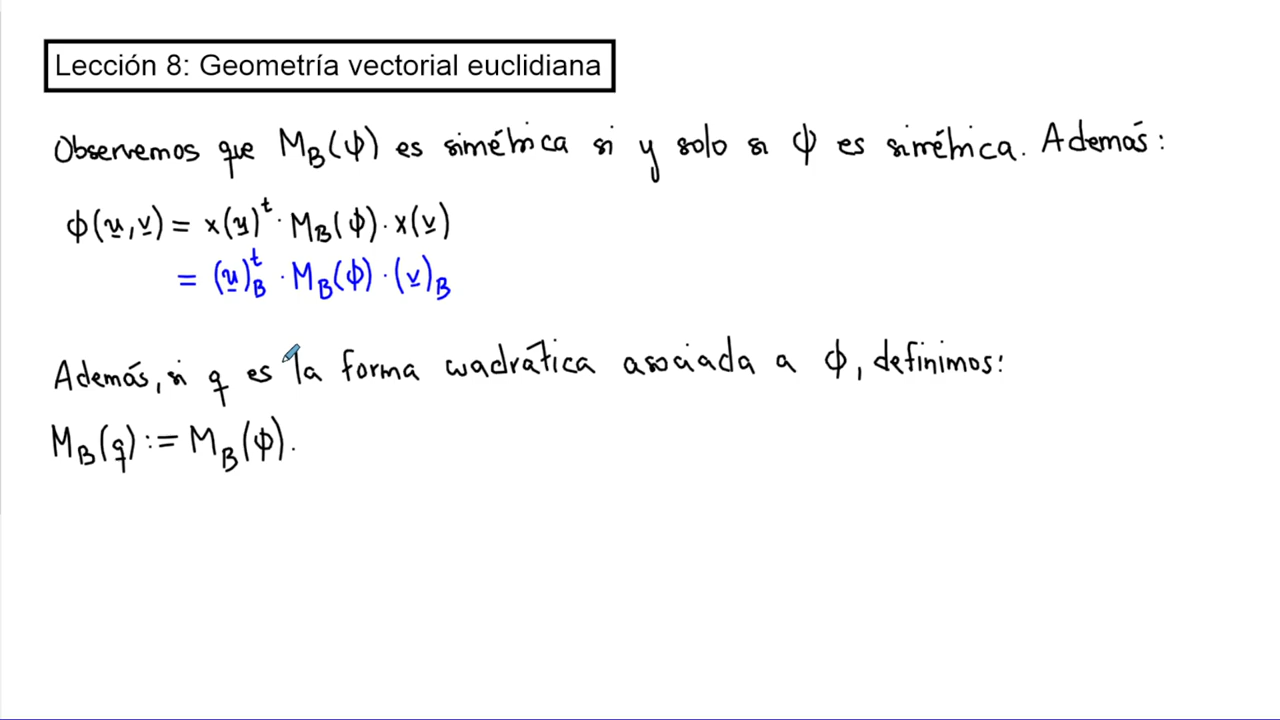 Lección 8: Geometría vectorial euclidiana
Observemos que M_B(ϕ) es simétrica si y solo si ϕ es simétrica. Además:
ϕ(u̲,v̲) = x(u̲)^t · M_B(ϕ) · x(v̲)
= (u̲)_B^t · M_B(ϕ) · (v̲)_B
Además, si q es la forma cuadrática asociada a ϕ, definimos:
M_B(q) := M_B(ϕ).